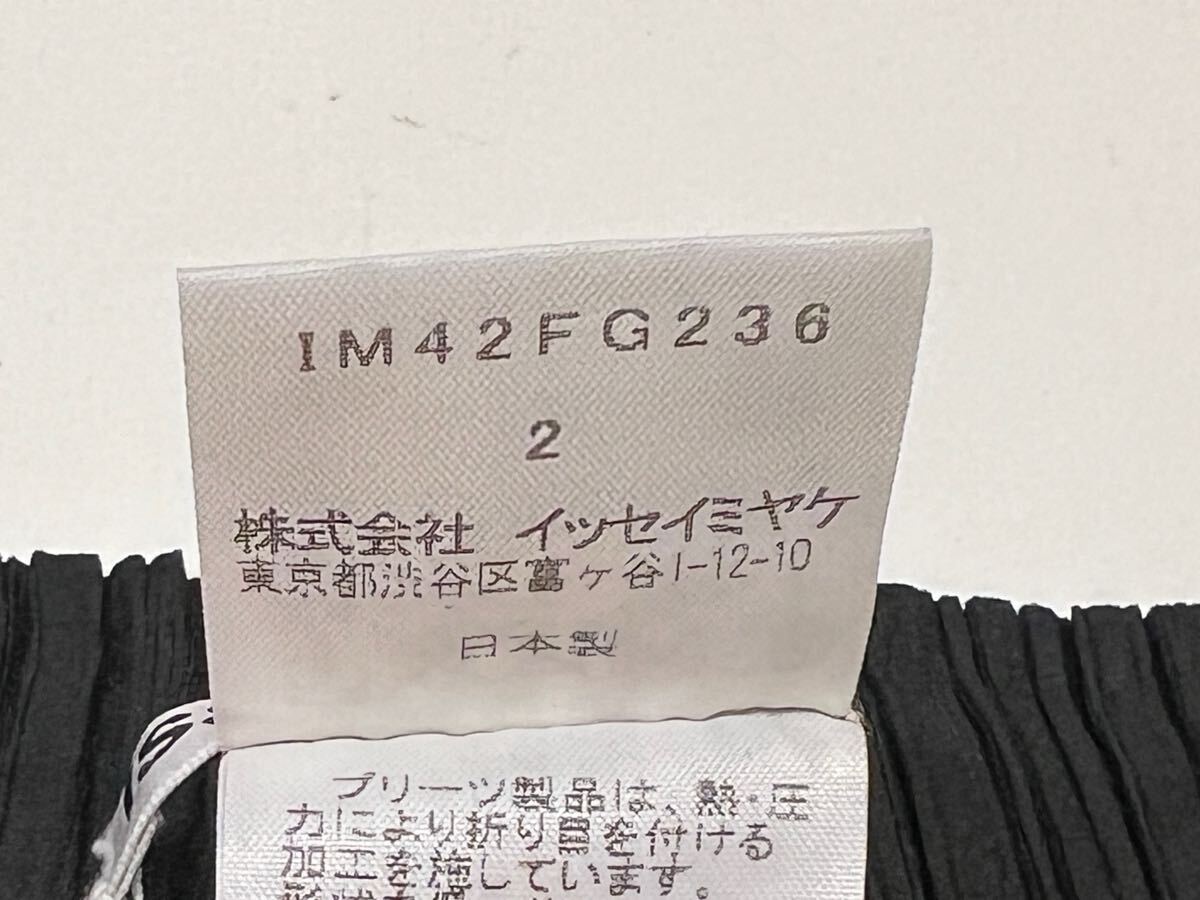 IM42FG236
2
株式会社 イッセイミヤケ
東京都渋谷区富ヶ谷1-12-10
日本製
プリーツ製品は、熱・圧
力により折り畳を付ける
加工を施しています。